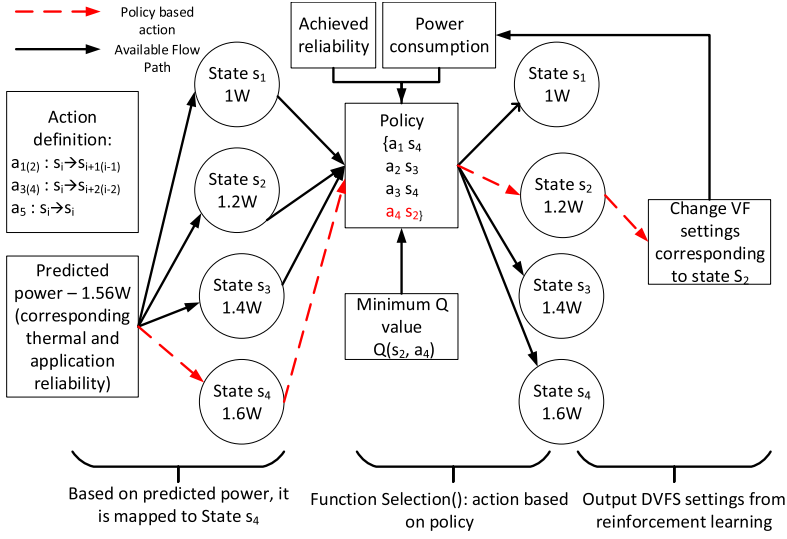 Policy based
action
Available Flow
Path
Achieved
reliability
Power
consumption
State s1
1W
State s1
1W
Action
definition:
a1(2) : si→si+1(i-1)
a3(4) : si→si+2(i-2)
a5 : si→si
Policy
{a1 s4
a2 s3
a3 s4
a4 s2}
State s2
1.2W
State s2
1.2W
Change VF
settings
corresponding
to state S2
Predicted
power – 1.56W
(corresponding
thermal and
application
reliability)
State s3
1.4W
Minimum Q
value
Q(s2, a4)
State s3
1.4W
State s4
1.6W
State s4
1.6W
Based on predicted power, it
is mapped to State s4
Function Selection(): action based
on policy
Output DVFS settings from
reinforcement learning